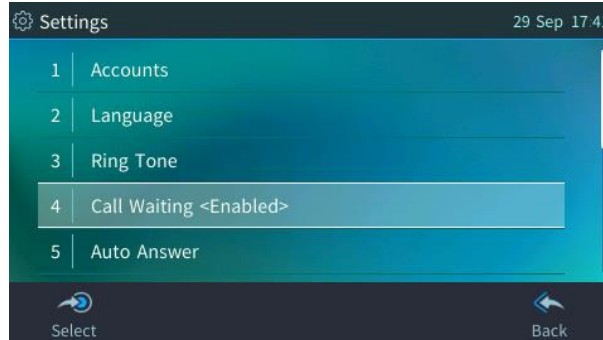 Settings 29 Sep 17:4
1 Accounts
2 Language
3 Ring Tone
4 Call Waiting <Enabled>
5 Auto Answer
Select Back